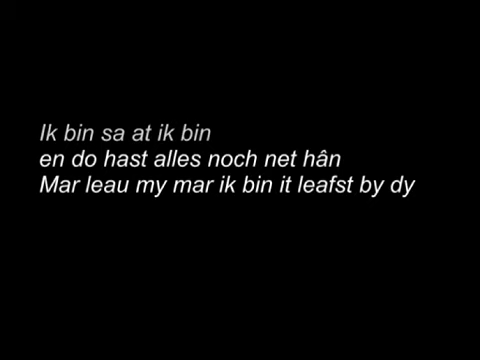 Ik bin sa at ik bin
en do hast alles noch net hân
Mar leau my mar ik bin it leafst by dy